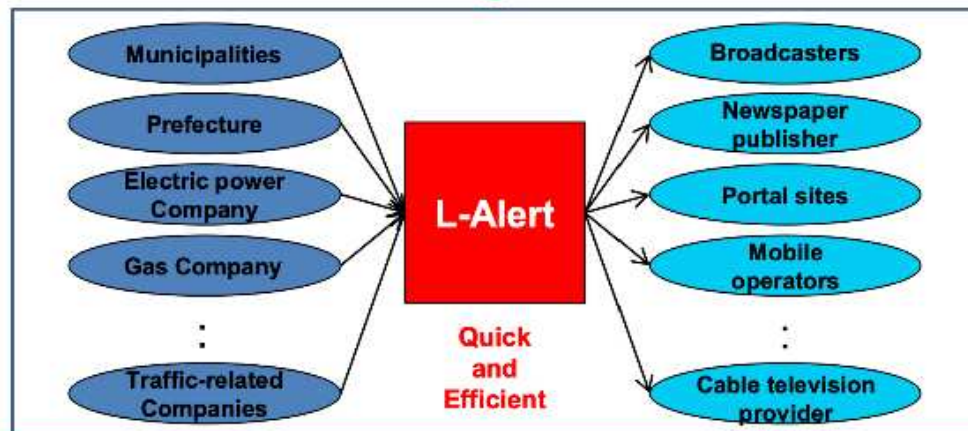 Municipalities
Prefecture
Electric power
Company
Gas Company
:
Traffic-related
Companies
L-Alert
Quick
and
Efficient
Broadcasters
Newspaper
publisher
Portal sites
Mobile
operators
:
Cable television
provider